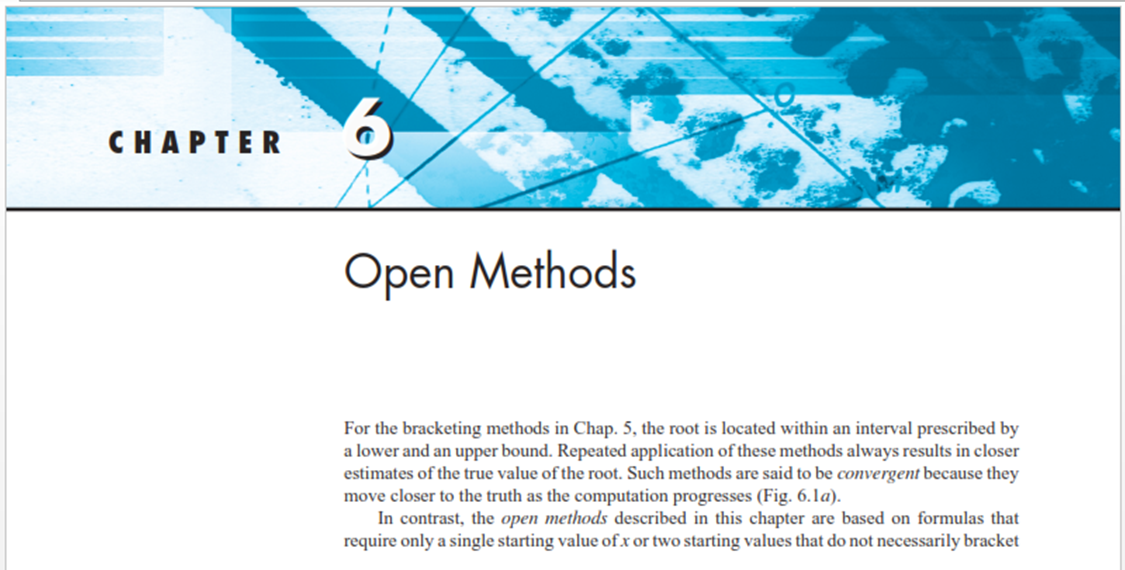 CHAPTER 6
Open Methods
For the bracketing methods in Chap. 5, the root is located within an interval prescribed by
a lower and an upper bound. Repeated application of these methods always results in closer
estimates of the true value of the root. Such methods are said to be convergent because they
move closer to the truth as the computation progresses (Fig. 6.1a).
In contrast, the open methods described in this chapter are based on formulas that
require only a single starting value of x or two starting values that do not necessarily bracket